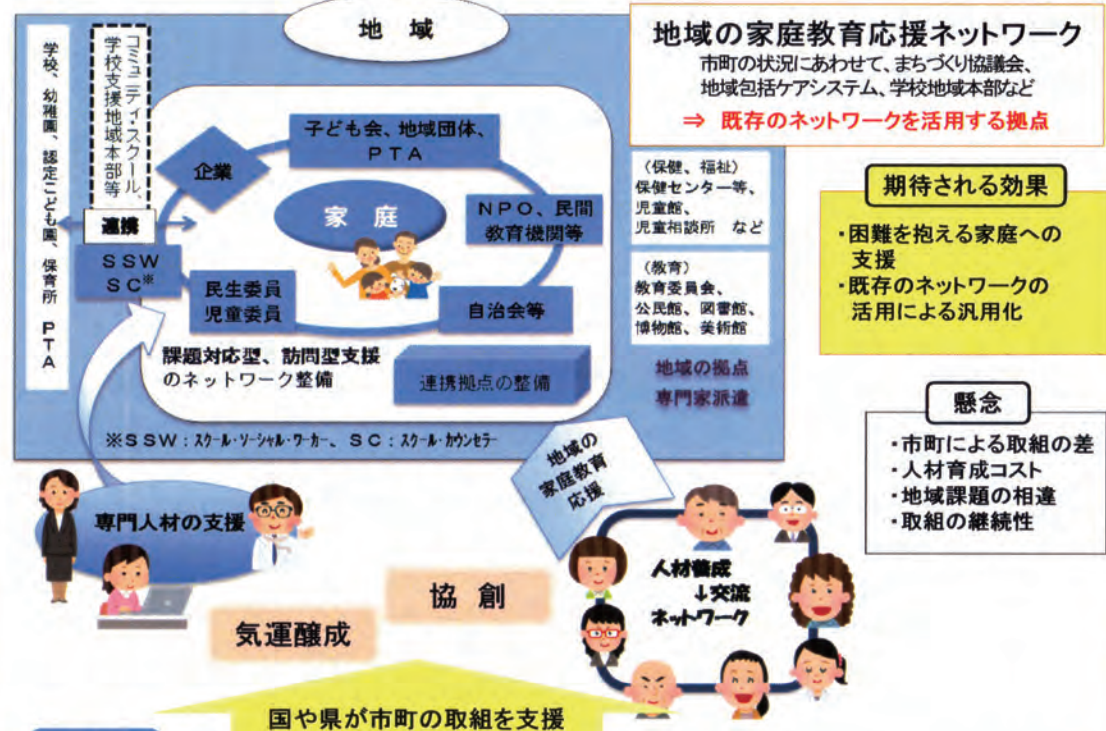 地域
地域の家庭教育応援ネットワーク
市町の状況にあわせて、まちづくり協議会、
地域包括ケアシステム、学校地域本部など
⇒ 既存のネットワークを活用する拠点
学校、幼稚園、認定こども園、保育所 PTA
コミュニティ・スクール、
学校支援地域本部等
連携
企業
子ども会、地域団体、
PTA
家庭
NPO、民間
教育機関等
SSW
SC※
民生委員
児童委員
自治会等
課題対応型、訪問型支援
のネットワーク整備
連携拠点の整備
(保健、福祉)
保健センター等、
児童館、
児童相談所 など
(教育)
教育委員会、
公民館、図書館、
博物館、美術館
地域の拠点
専門家派遣
※SSW:スクール・ソーシャル・ワーカー、SC:スクール・カウンセラー
期待される効果
・困難を抱える家庭への
支援
・既存のネットワークの
活用による汎用化
懸念
・市町による取組の差
・人材育成コスト
・地域課題の相違
・取組の継続性
地域の
家庭教育
応援
専門人材の支援
人材養成
↓交流
ネットワーク
協創
気運醸成
国や県が市町の取組を支援